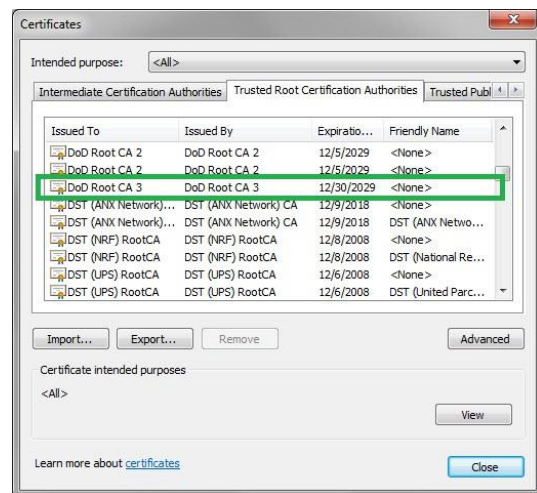 Certificates
Intended purpose: <All>
Intermediate Certification Authorities Trusted Root Certification Authorities Trusted Publ
Issued To Issued By Expiratio... Friendly Name
DoD Root CA 2 DoD Root CA 2 12/5/2029 <None>
DoD Root CA 2 DoD Root CA 2 12/5/2029 <None>
DoD Root CA 3 DoD Root CA 3 12/30/2029 <None>
DST (ANX Network)... DST (ANX Network) CA 12/9/2018 <None>
DST (ANX Network)... DST (ANX Network) CA 12/9/2018 DST (ANX Netwo...
DST (NRF) RootCA DST (NRF) RootCA 12/8/2008 <None>
DST (NRF) RootCA DST (NRF) RootCA 12/8/2008 DST (National Re...
DST (UPS) RootCA DST (UPS) RootCA 12/6/2008 <None>
DST (UPS) RootCA DST (UPS) RootCA 12/6/2008 DST (United Parc...
Import... Export... Remove Advanced
Certificate intended purposes
<All>
View
Learn more about certificates
Close